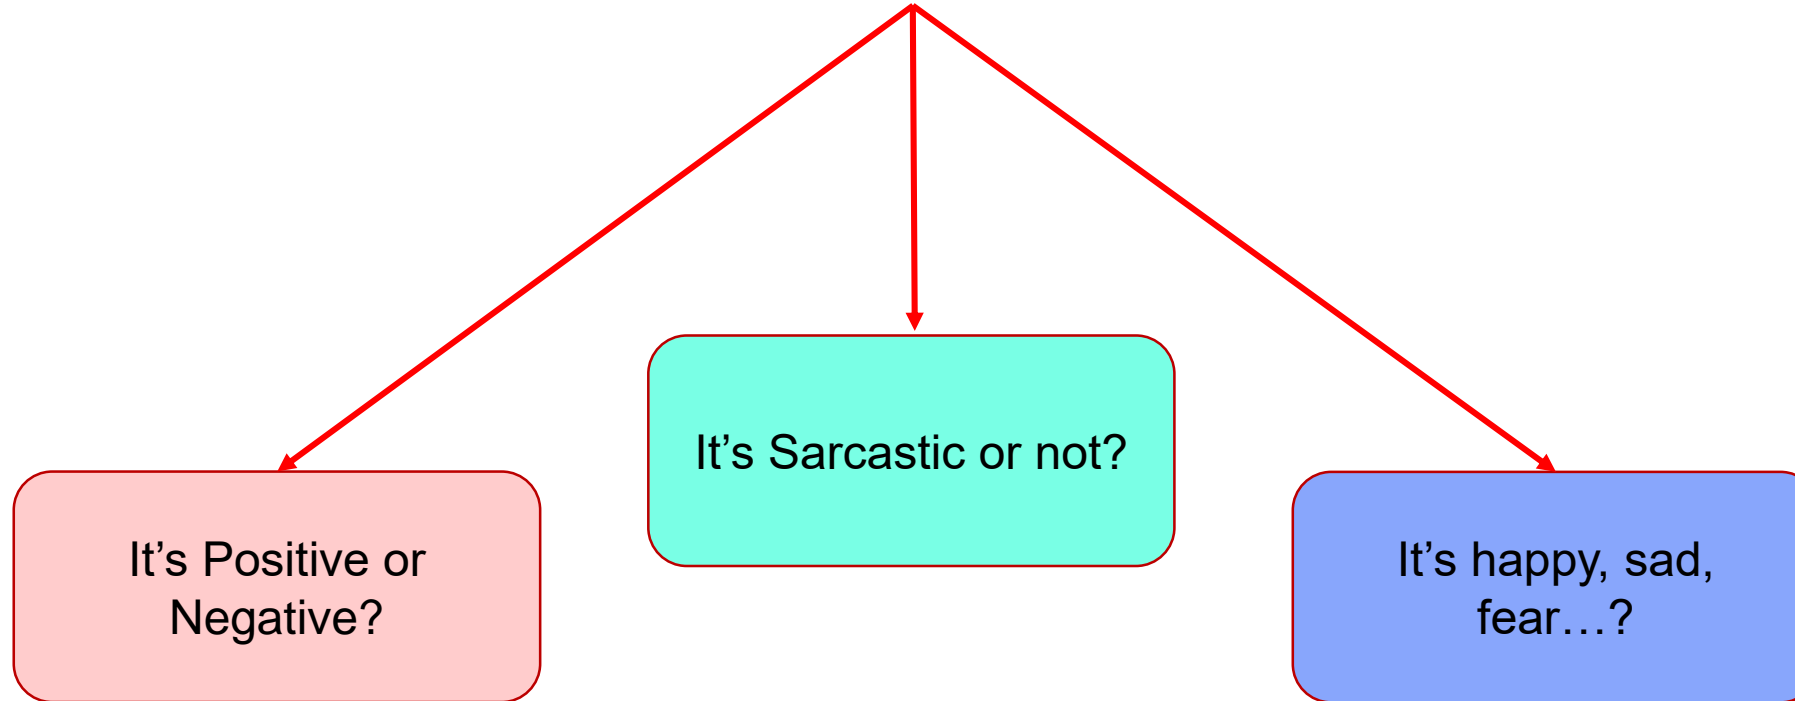 It’s Positive or
Negative?
It’s Sarcastic or not?
It’s happy, sad,
fear…?